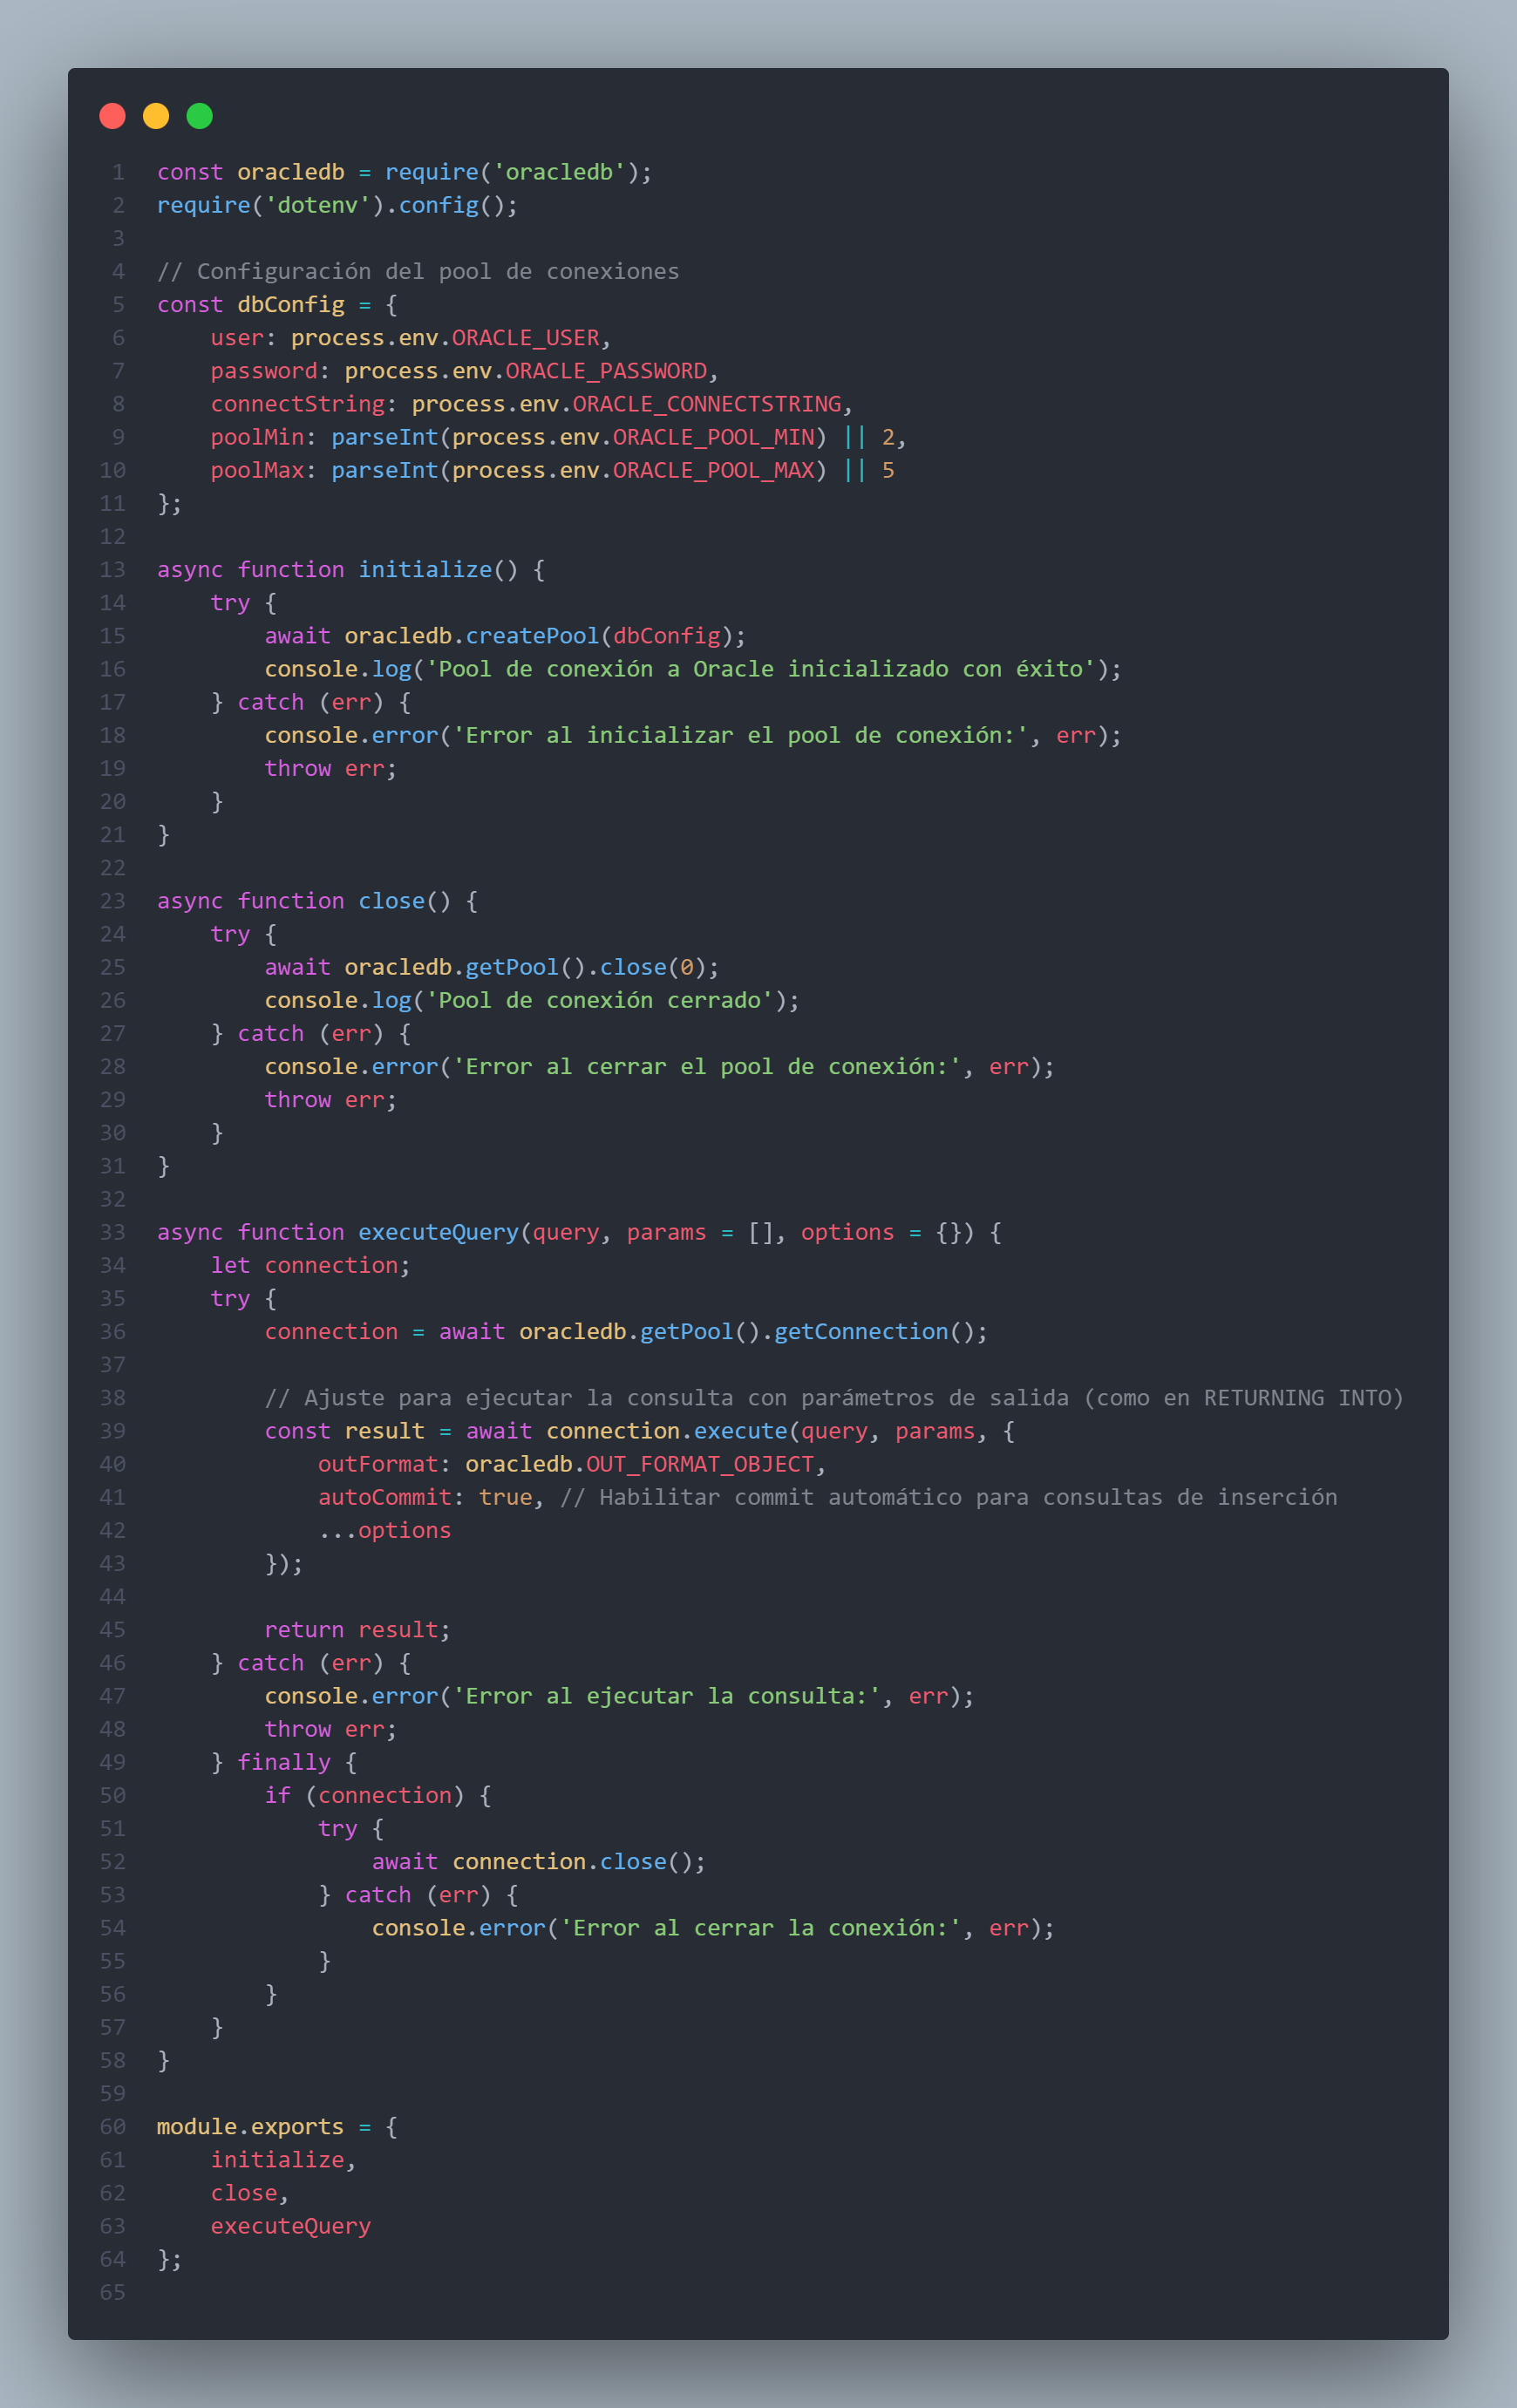 1 const oracledb = require('oracledb');
2 require('dotenv').config();
3
4 // Configuración del pool de conexiones
5 const dbConfig = {
6     user: process.env.ORACLE_USER,
7     password: process.env.ORACLE_PASSWORD,
8     connectString: process.env.ORACLE_CONNECTSTRING,
9     poolMin: parseInt(process.env.ORACLE_POOL_MIN) || 2,
10     poolMax: parseInt(process.env.ORACLE_POOL_MAX) || 5
11 };
12
13 async function initialize() {
14     try {
15         await oracledb.createPool(dbConfig);
16         console.log('Pool de conexión a Oracle inicializado con éxito');
17     } catch (err) {
18         console.error('Error al inicializar el pool de conexión:', err);
19         throw err;
20     }
21 }
22
23 async function close() {
24     try {
25         await oracledb.getPool().close(0);
26         console.log('Pool de conexión cerrado');
27     } catch (err) {
28         console.error('Error al cerrar el pool de conexión:', err);
29         throw err;
30     }
31 }
32
33 async function executeQuery(query, params = [], options = {}) {
34     let connection;
35     try {
36         connection = await oracledb.getPool().getConnection();
37
38         // Ajuste para ejecutar la consulta con parámetros de salida (como en RETURNING INTO)
39         const result = await connection.execute(query, params, {
40             outFormat: oracledb.OUT_FORMAT_OBJECT,
41             autoCommit: true, // Habilitar commit automático para consultas de inserción
42             ...options
43         });
44
45         return result;
46     } catch (err) {
47         console.error('Error al ejecutar la consulta:', err);
48         throw err;
49     } finally {
50         if (connection) {
51             try {
52                 await connection.close();
53             } catch (err) {
54                 console.error('Error al cerrar la conexión:', err);
55             }
56         }
57     }
58 }
59
60 module.exports = {
61     initialize,
62     close,
63     executeQuery
64 };
65